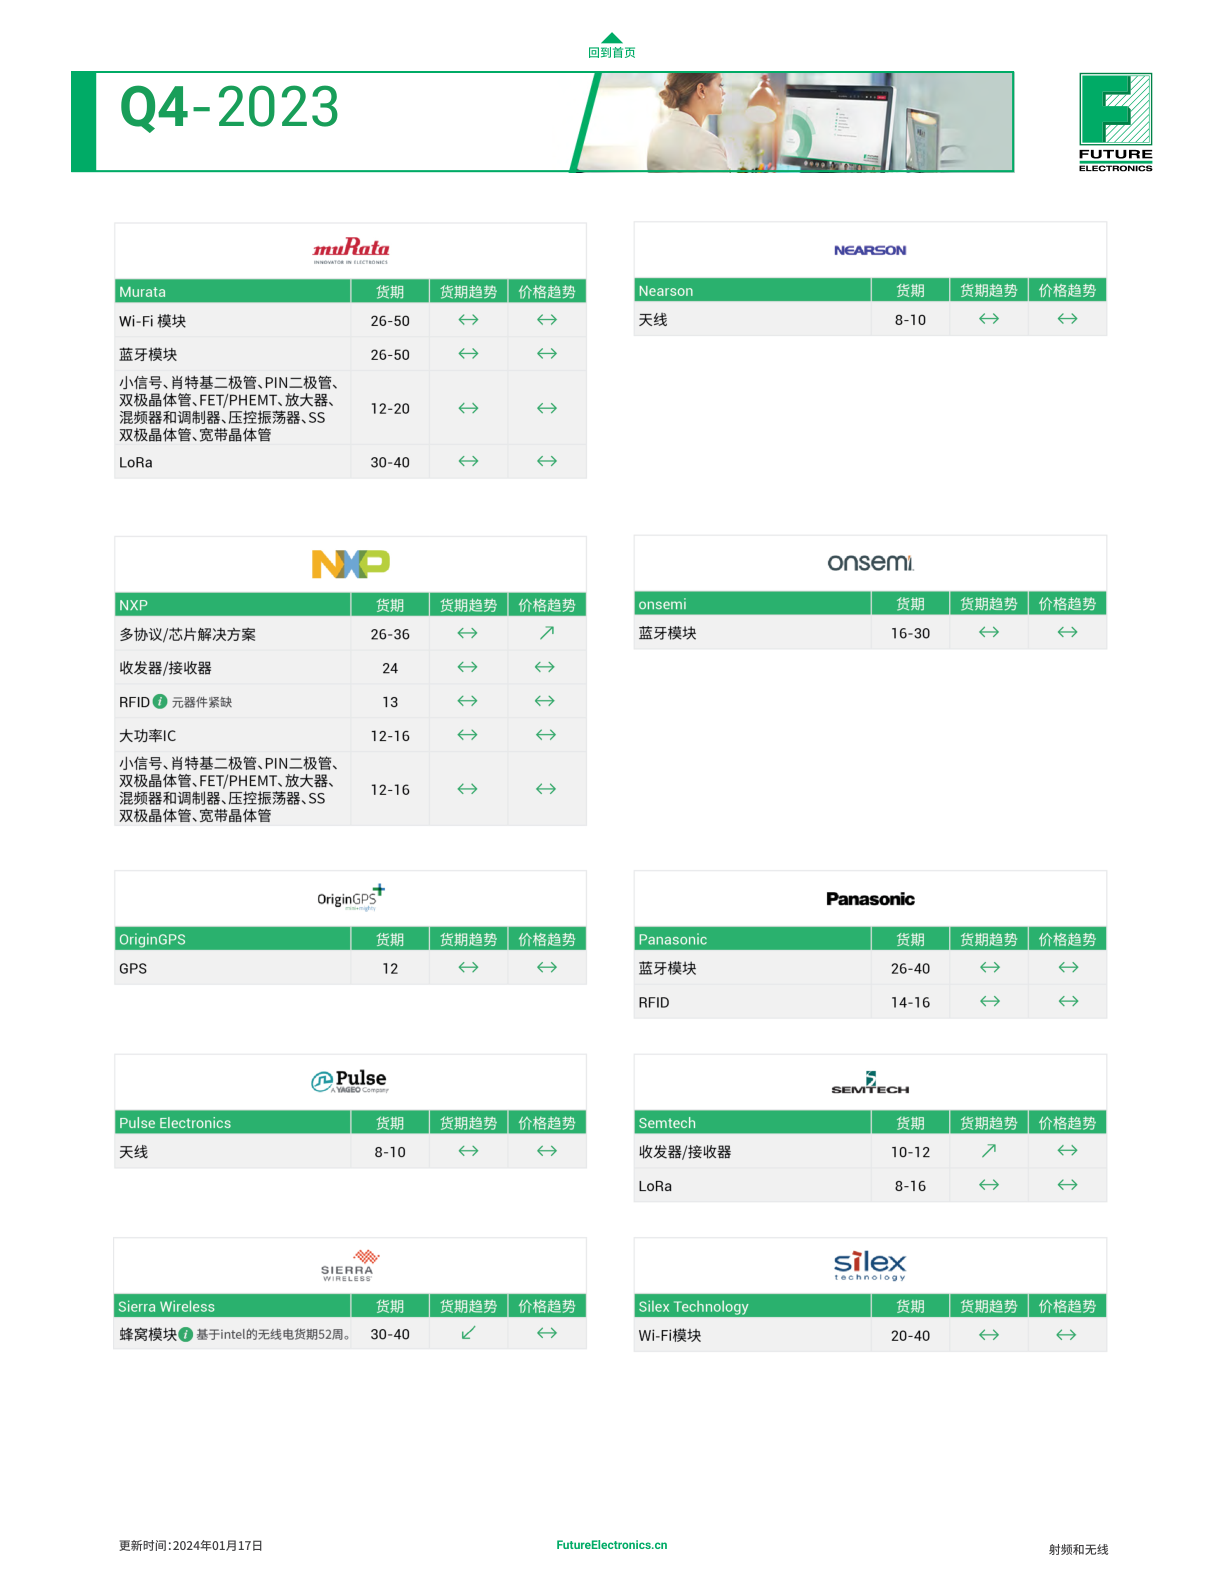 回到首页
Q4-2023
FUTURE
ELECTRONICS
muRata
INNOVATOR IN ELECTRONICS
Murata 货期 货期趋势 价格趋势
Wi-Fi 模块 26-50 ↔ ↔
蓝牙模块 26-50 ↔ ↔
小信号、肖特基二极管、PIN二极管、
双极晶体管、FET/PHEMT、放大器、
混频器和调制器、压控振荡器、SS
双极晶体管、宽带晶体管 12-20 ↔ ↔
LoRa 30-40 ↔ ↔
NEARSON
Nearson 货期 货期趋势 价格趋势
天线 8-10 ↔ ↔
NXP
NXP 货期 货期趋势 价格趋势
多协议/芯片解决方案 26-36 ↔ ↗
收发器/接收器 24 ↔ ↔
RFID i 元器件紧缺 13 ↔ ↔
大功率IC 12-16 ↔ ↔
小信号、肖特基二极管、PIN二极管、
双极晶体管、FET/PHEMT、放大器、
混频器和调制器、压控振荡器、SS
双极晶体管、宽带晶体管 12-16 ↔ ↔
onsemi
onsemi 货期 货期趋势 价格趋势
蓝牙模块 16-30 ↔ ↔
OriginGPS
OriginGPS 货期 货期趋势 价格趋势
GPS 12 ↔ ↔
Panasonic
Panasonic 货期 货期趋势 价格趋势
蓝牙模块 26-40 ↔ ↔
RFID 14-16 ↔ ↔
Pulse
A YAGEO Company
Pulse Electronics 货期 货期趋势 价格趋势
天线 8-10 ↔ ↔
SEMTECH
Semtech 货期 货期趋势 价格趋势
收发器/接收器 10-12 ↗ ↔
LoRa 8-16 ↔ ↔
SIERRA
WIRELESS
Sierra Wireless 货期 货期趋势 价格趋势
蜂窝模块 i 基于intel的无线电货期52周。 30-40 ↙ ↔
silex
technology
Silex Technology 货期 货期趋势 价格趋势
Wi-Fi模块 20-40 ↔ ↔
更新时间：2024年01月17日
FutureElectronics.cn
射频和无线